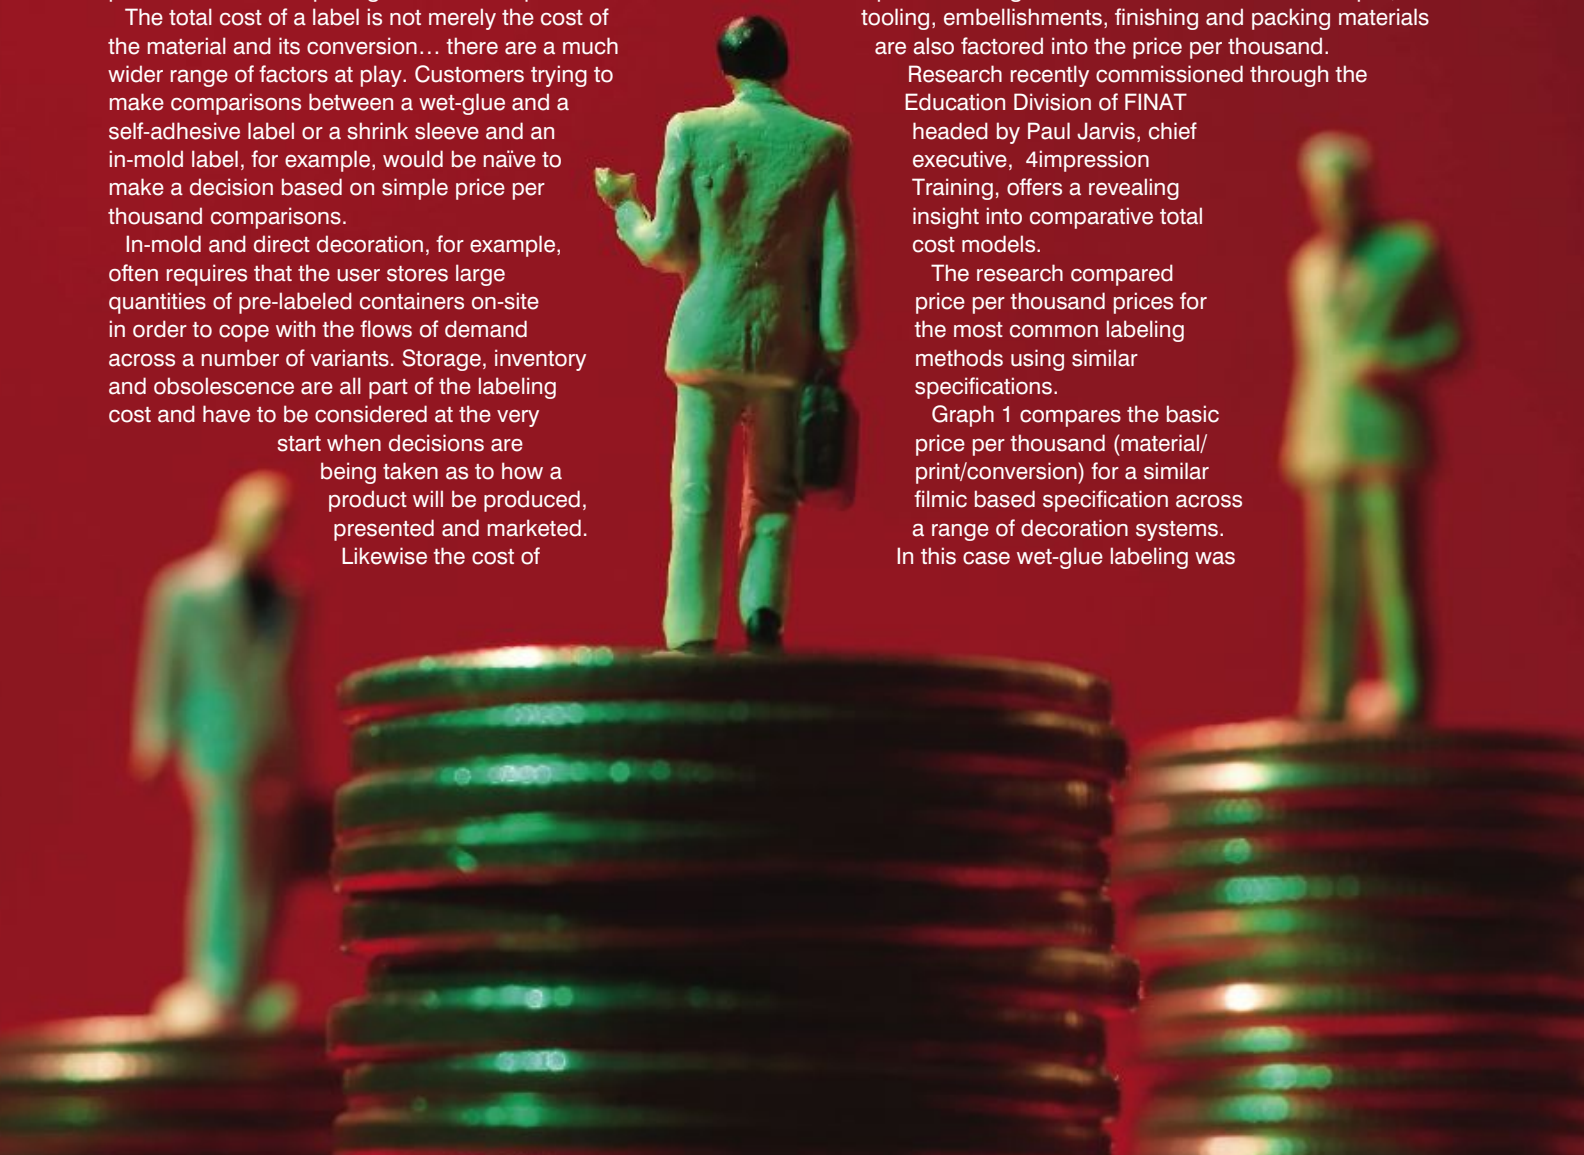 The total cost of a label is not merely the cost of
the material and its conversion… there are a much
wider range of factors at play. Customers trying to
make comparisons between a wet-glue and a
self-adhesive label or a shrink sleeve and an
in-mold label, for example, would be naïve to
make a decision based on simple price per
thousand comparisons.
In-mold and direct decoration, for example,
often requires that the user stores large
quantities of pre-labeled containers on-site
in order to cope with the flows of demand
across a number of variants. Storage, inventory
and obsolescence are all part of the labeling
cost and have to be considered at the very
start when decisions are
being taken as to how a
product will be produced,
presented and marketed.
Likewise the cost of
tooling, embellishments, finishing and packing materials
are also factored into the price per thousand.
Research recently commissioned through the
Education Division of FINAT
headed by Paul Jarvis, chief
executive, 4impression
Training, offers a revealing
insight into comparative total
cost models.
The research compared
price per thousand prices for
the most common labeling
methods using similar
specifications.
Graph 1 compares the basic
price per thousand (material/
print/conversion) for a similar
filmic based specification across
a range of decoration systems.
In this case wet-glue labeling was